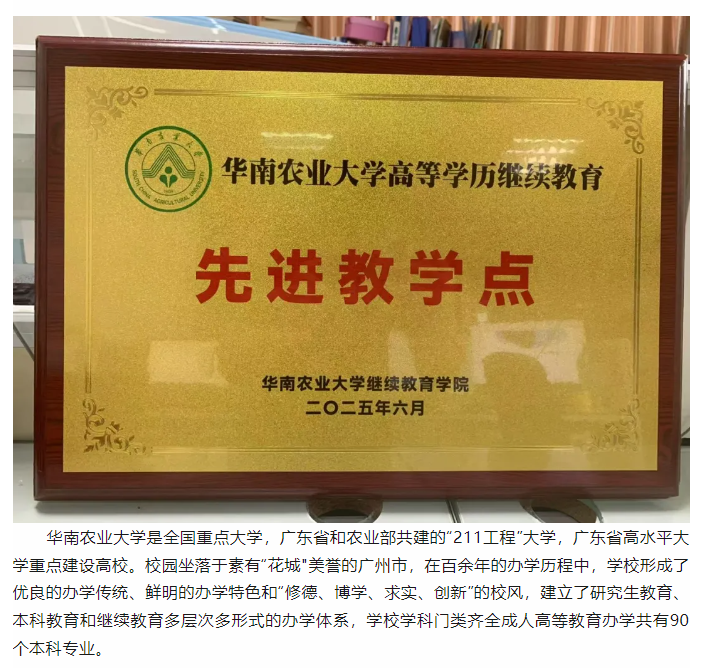 华南农业大学
SOUTH CHINA AGRICULTURAL UNIVERSITY
华南农业大学高等学历继续教育
先进教学点
华南农业大学继续教育学院
二〇二五年六月
华南农业大学是全国重点大学，广东省和农业部共建的“211工程”大学，广东省高水平大
学重点建设高校。校园坐落于素有“花城"美誉的广州市，在百余年的办学历程中，学校形成了
优良的办学传统、鲜明的办学特色和“修德、博学、求实、创新”的校风，建立了研究生教育、
本科教育和继续教育多层次多形式的办学体系，学校学科门类齐全成人高等教育办学共有90
个本科专业。